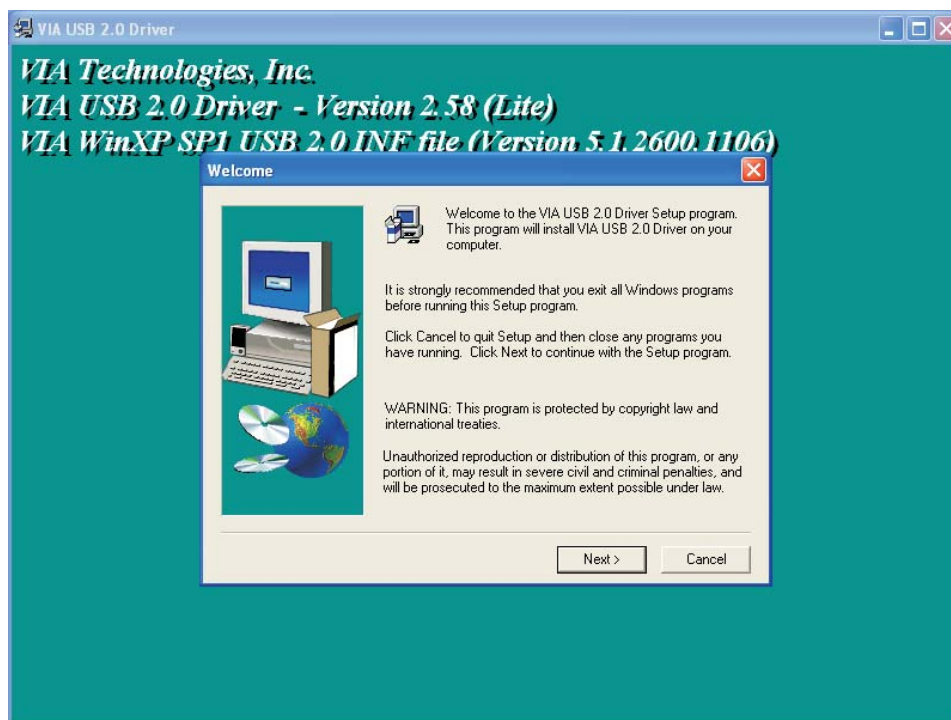 VIA USB 2.0 Driver
VIA Technologies, Inc.
VIA USB 2.0 Driver - Version 2.58 (Lite)
VIA WinXP SP1 USB 2.0 INF file (Version 5.1.2600.1106)
Welcome
Welcome to the VIA USB 2.0 Driver Setup program.
This program will install VIA USB 2.0 Driver on your
computer.
It is strongly recommended that you exit all Windows programs
before running this Setup program.
Click Cancel to quit Setup and then close any programs you
have running. Click Next to continue with the Setup program.
WARNING: This program is protected by copyright law and
international treaties.
Unauthorized reproduction or distribution of this program, or any
portion of it, may result in severe civil and criminal penalties, and
will be prosecuted to the maximum extent possible under law.
Next >
Cancel